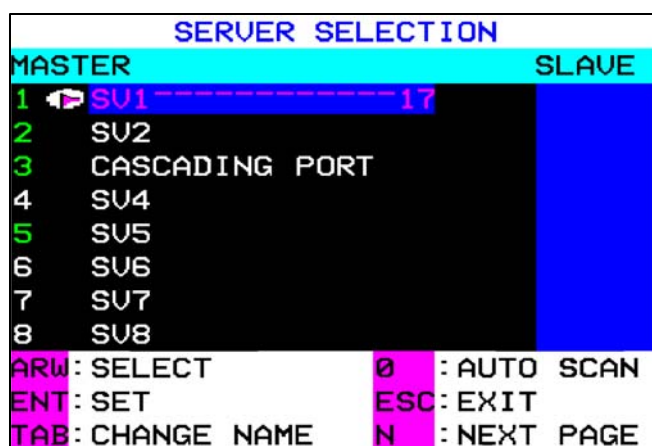 SERVER SELECTION
MASTER SLAVE
1 SV1------------17
2 SV2
3 CASCADING PORT
4 SV4
5 SV5
6 SV6
7 SV7
8 SV8
ARW: SELECT 0 : AUTO SCAN
ENT: SET ESC: EXIT
TAB: CHANGE NAME N : NEXT PAGE